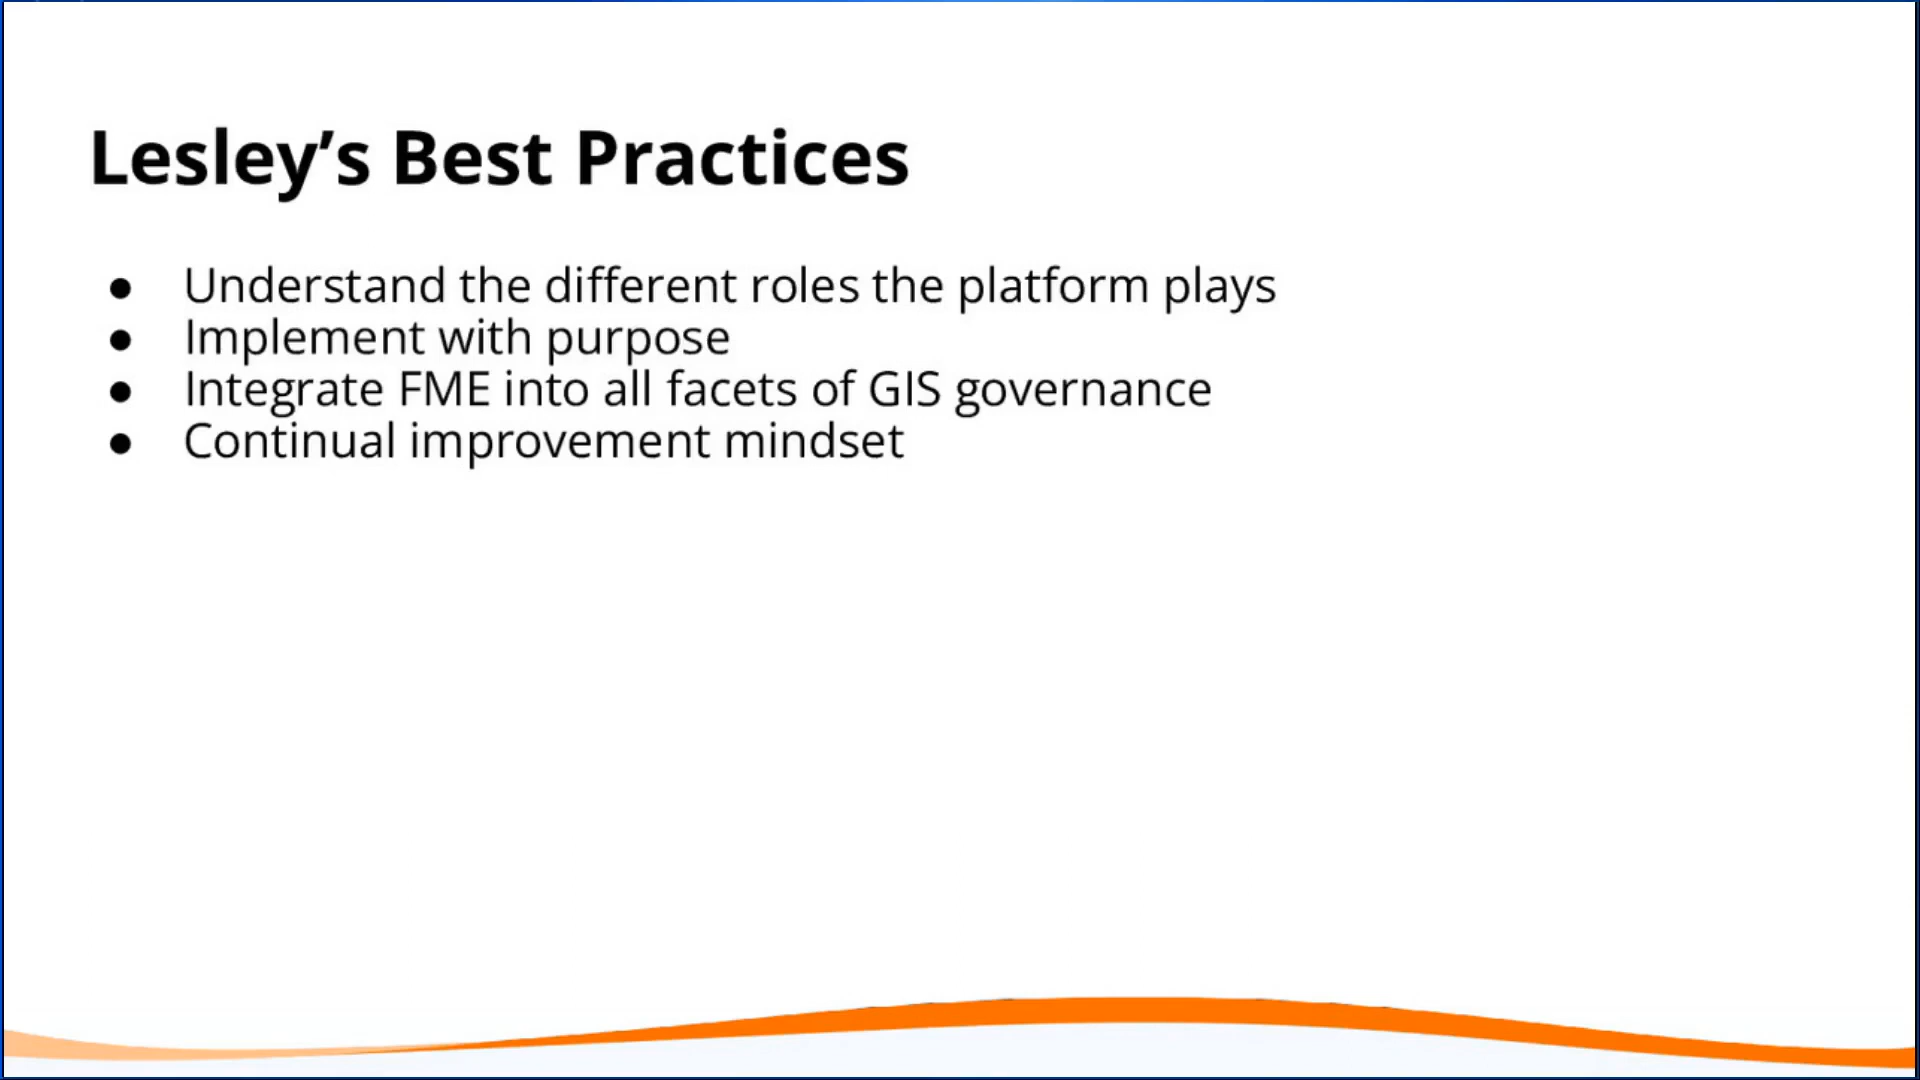 Lesley’s Best Practices
● Understand the different roles the platform plays
● Implement with purpose
● Integrate FME into all facets of GIS governance
● Continual improvement mindset